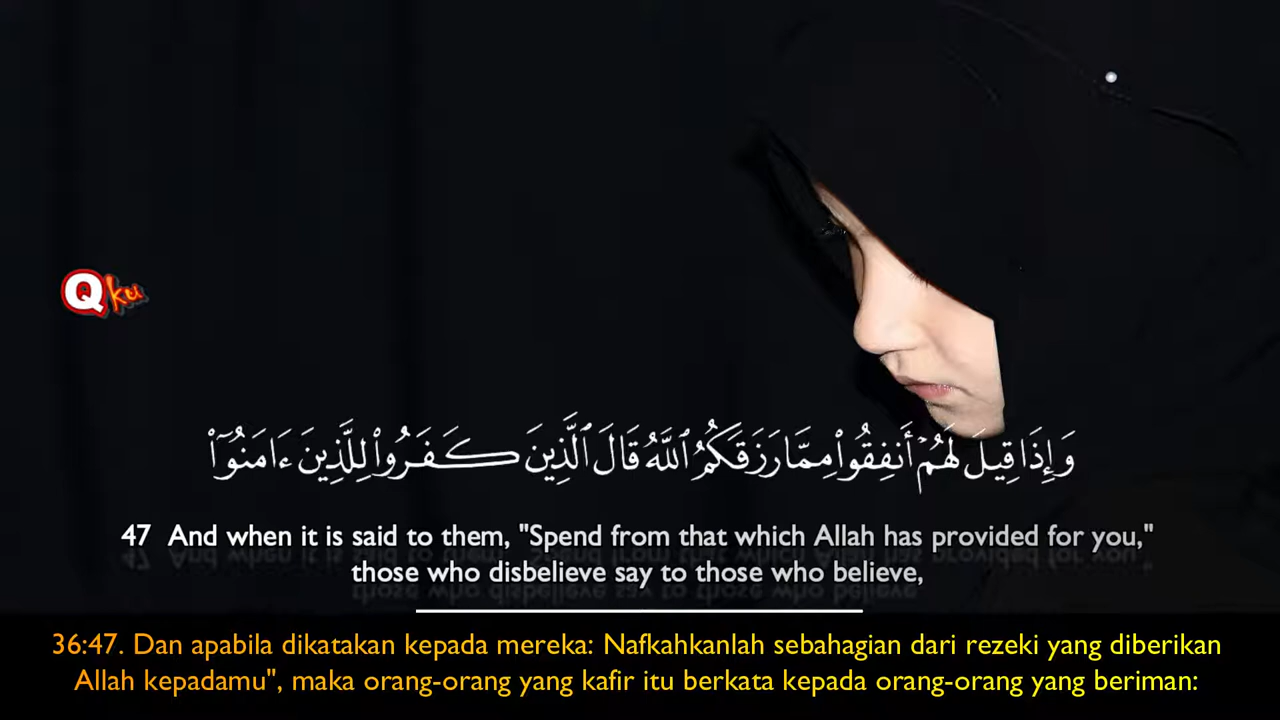 Qku
وَإِذَا قِيلَ لَهُمْ أَنفِقُوا۟ مِمَّا رَزَقَكُمُ ٱللَّهُ قَالَ ٱلَّذِينَ كَفَرُوا۟ لِلَّذِينَ ءَامَنُوٓا۟
47 And when it is said to them, "Spend from that which Allah has provided for you,"
those who disbelieve say to those who believe,
36:47. Dan apabila dikatakan kepada mereka: Nafkahkanlah sebahagian dari rezeki yang diberikan
Allah kepadamu", maka orang-orang yang kafir itu berkata kepada orang-orang yang beriman: